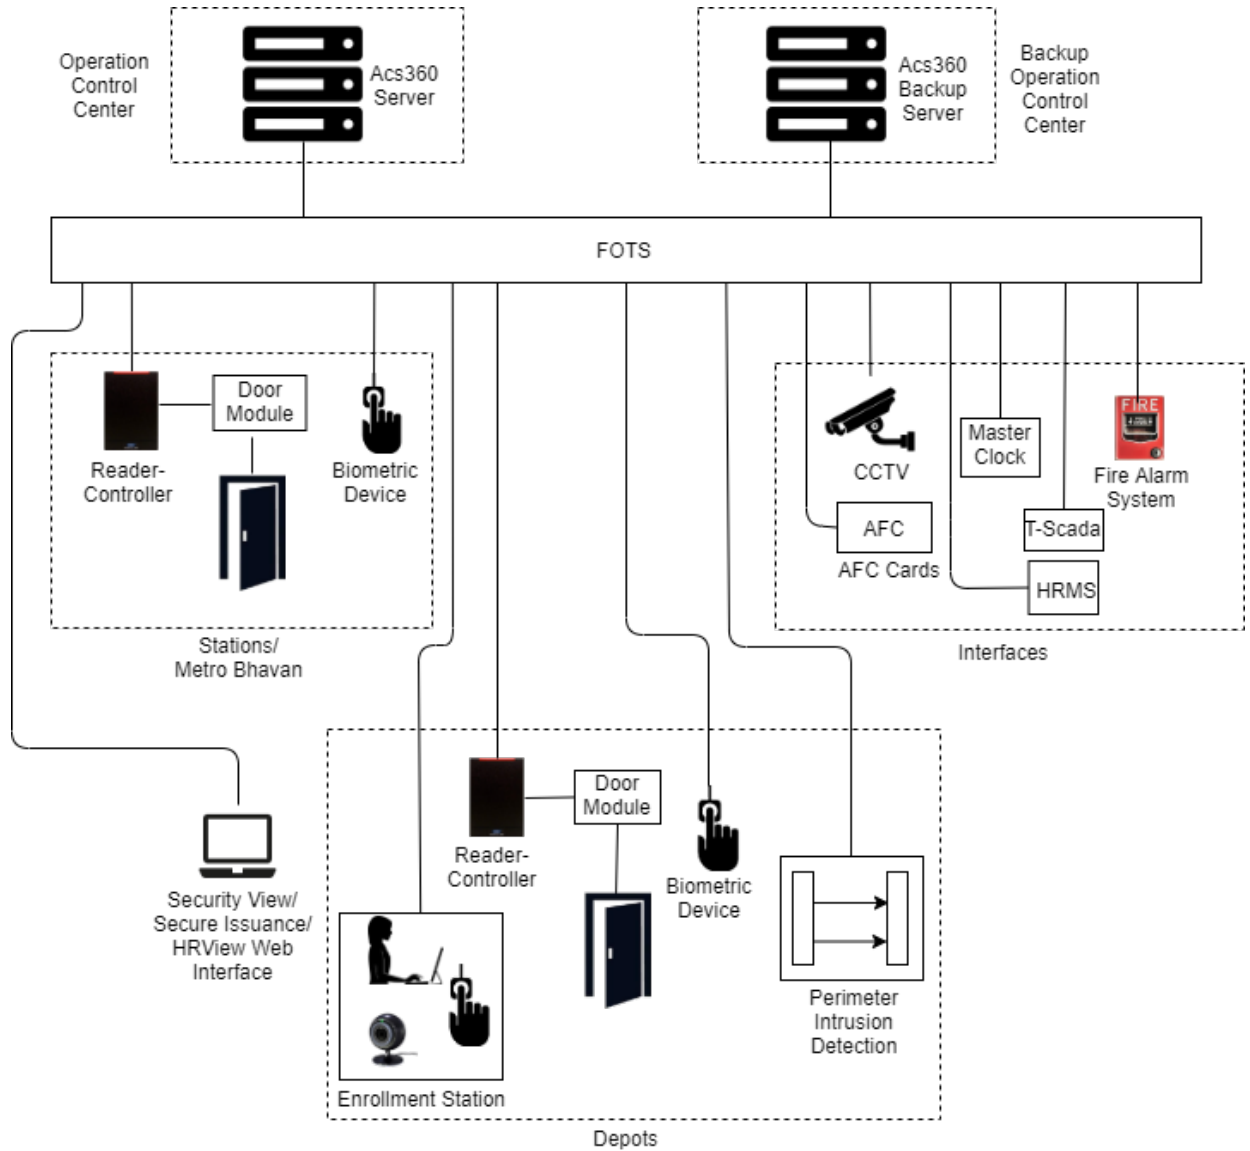 Operation
Control
Center
Acs360
Server
Acs360
Backup
Server
Backup
Operation
Control
Center
FOTS
Door
Module
Reader-
Controller
Biometric
Device
Stations/
Metro Bhavan
CCTV
Master
Clock
FIRE
Fire Alarm
System
AFC
AFC Cards
T-Scada
HRMS
Interfaces
Security View/
Secure Issuance/
HRView Web
Interface
Door
Module
Reader-
Controller
Biometric
Device
Enrollment Station
Perimeter
Intrusion
Detection
Depots